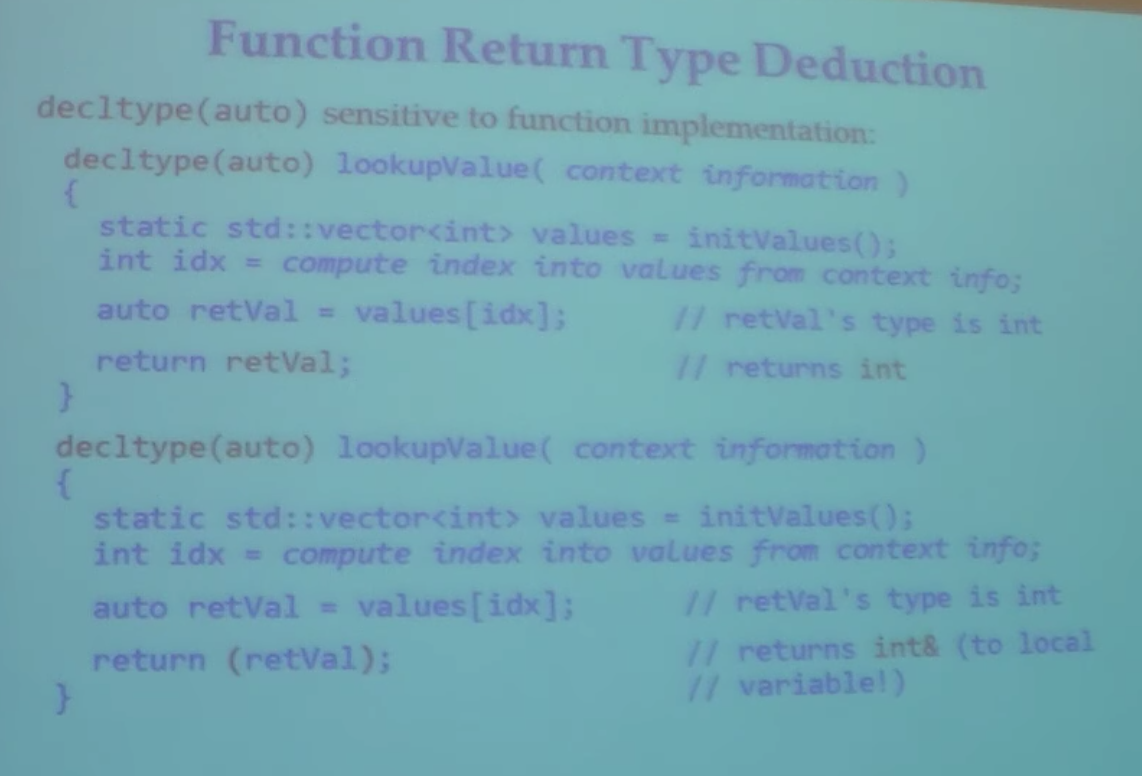 Function Return Type Deduction
decltype(auto) sensitive to function implementation:
decltype(auto) lookupValue( context information )
{
static std::vector<int> values = initValues();
int idx = compute index into values from context info;
auto retVal = values[idx]; // retVal's type is int
return retVal; // returns int
}
decltype(auto) lookupValue( context information )
{
static std::vector<int> values = initValues();
int idx = compute index into values from context info;
auto retVal = values[idx]; // retVal's type is int
return (retVal); // returns int& (to local
// variable!)
}